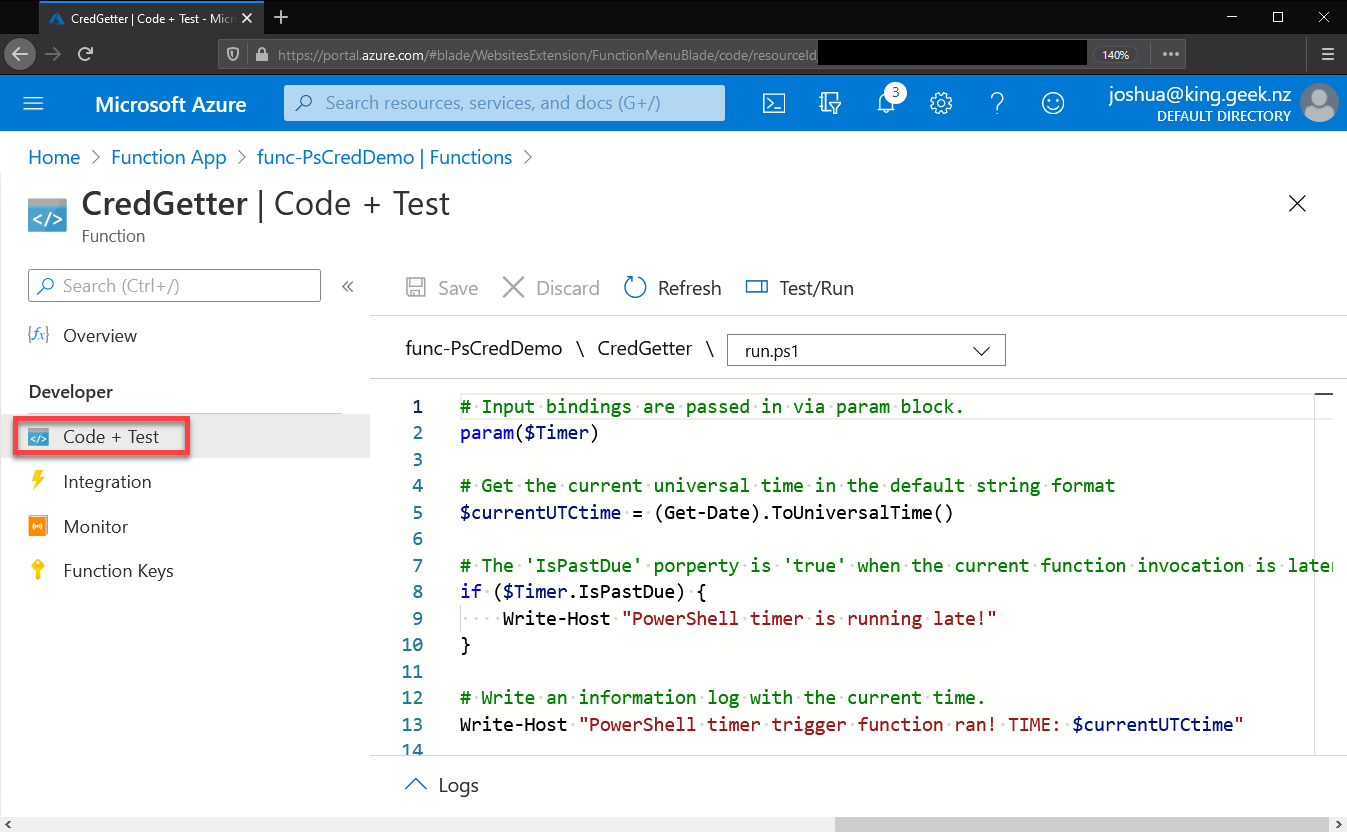 CredGetter | Code + Test - Micr
https://portal.azure.com/#blade/WebsitesExtension/FunctionMenuBlade/code/resourceId
140%
Microsoft Azure
Search resources, services, and docs (G+/)
3
joshua@king.geek.nz
DEFAULT DIRECTORY
Home > Function App > func-PsCredDemo | Functions >
CredGetter | Code + Test
Function
Search (Ctrl+/)
«
Save
Discard
Refresh
Test/Run
Overview
Developer
Code + Test
Integration
Monitor
Function Keys
func-PsCredDemo \ CredGetter \ run.ps1
1 # Input bindings are passed in via param block.
2 param($Timer)
3
4 # Get the current universal time in the default string format
5 $currentUTCtime = (Get-Date).ToUniversalTime()
6
7 # The 'IsPastDue' porperty is 'true' when the current function invocation is later
8 if ($Timer.IsPastDue) {
9 ····Write-Host "PowerShell timer is running late!"
10 }
11
12 # Write an information log with the current time.
13 Write-Host "PowerShell timer trigger function ran! TIME: $currentUTCtime"
14
Logs